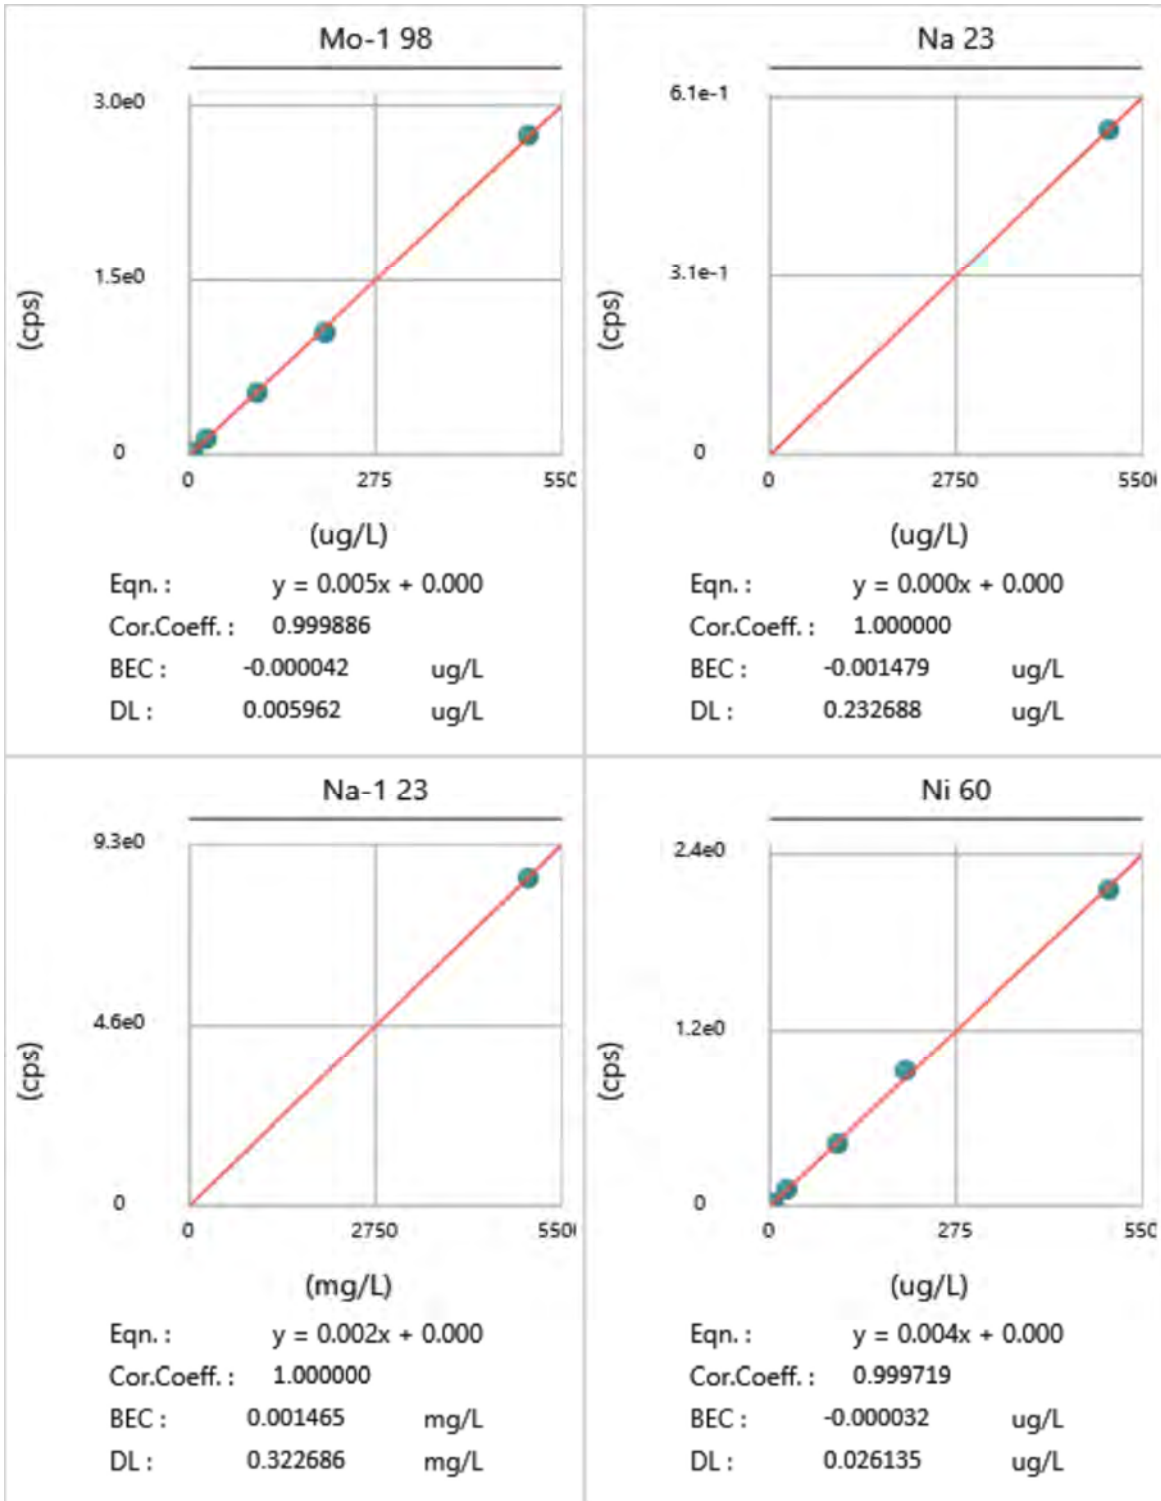 Mo-1 98
3.0e0
1.5e0
0
(cps)
0 275 550
(ug/L)
Eqn. : y = 0.005x + 0.000
Cor.Coeff. : 0.999886
BEC : -0.000042 ug/L
DL : 0.005962 ug/L
Na 23
6.1e-1
3.1e-1
0
(cps)
0 2750 5500
(ug/L)
Eqn. : y = 0.000x + 0.000
Cor.Coeff. : 1.000000
BEC : -0.001479 ug/L
DL : 0.232688 ug/L
Na-1 23
9.3e0
4.6e0
0
(cps)
0 2750 5500
(mg/L)
Eqn. : y = 0.002x + 0.000
Cor.Coeff. : 1.000000
BEC : 0.001465 mg/L
DL : 0.322686 mg/L
Ni 60
2.4e0
1.2e0
0
(cps)
0 275 550
(ug/L)
Eqn. : y = 0.004x + 0.000
Cor.Coeff. : 0.999719
BEC : -0.000032 ug/L
DL : 0.026135 ug/L